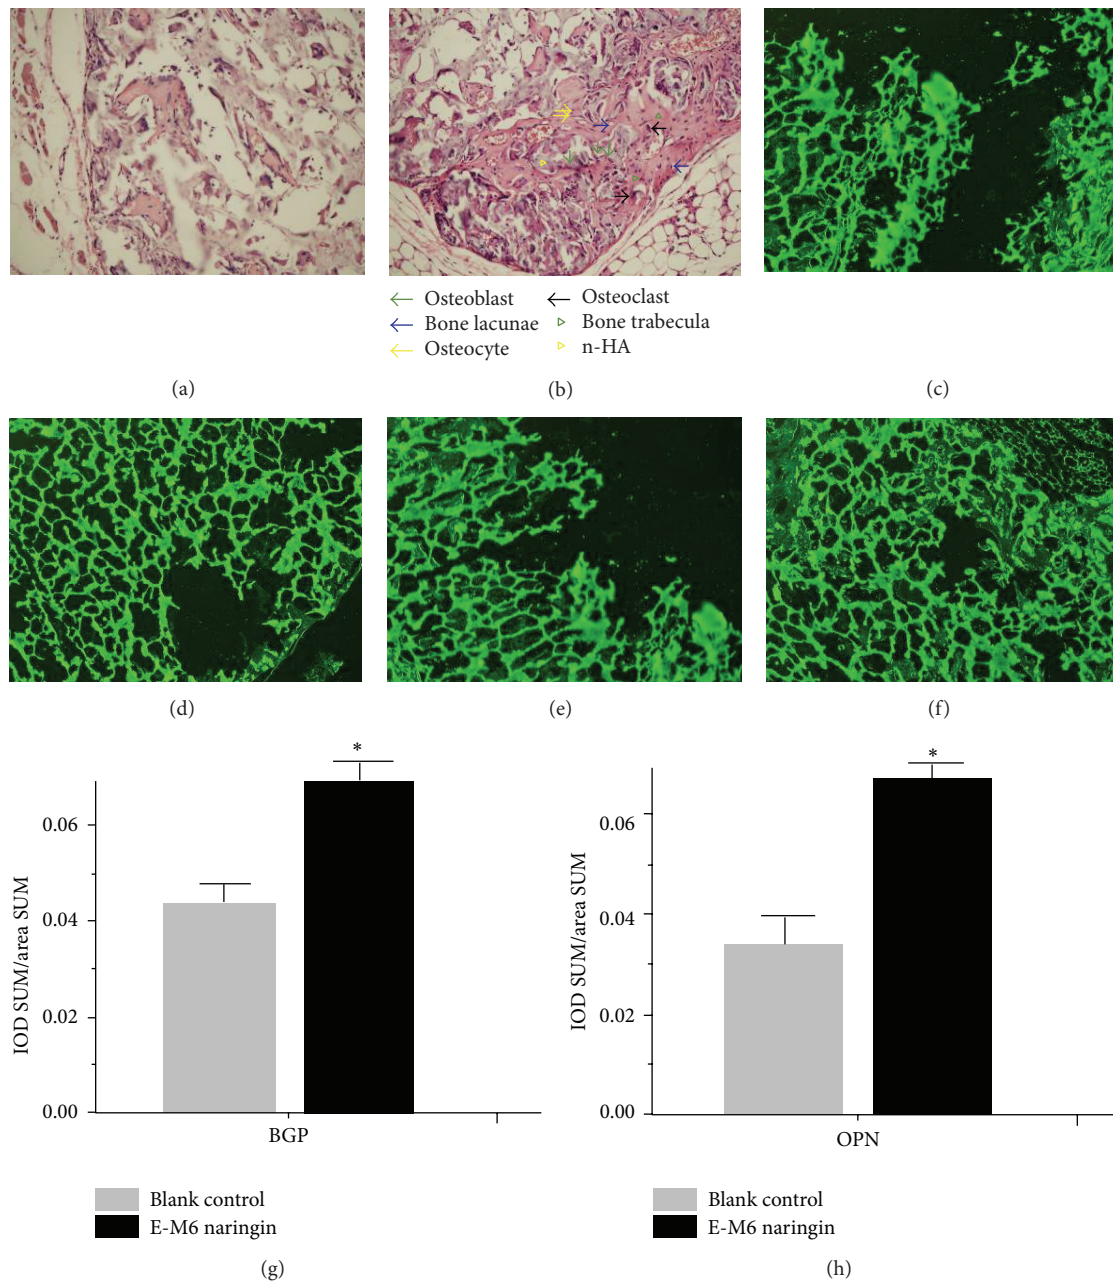 ← Osteoblast
← Osteoclast
← Bone lacunae
▹ Bone trabecula
← Osteocyte
▹ n-HA
(a)
(b)
(c)
(d)
(e)
(f)
*
0.06
0.04
0.02
0.00
IOD SUM/area SUM
BGP
Blank control
E-M6 naringin
(g)
*
0.06
0.04
0.02
0.00
IOD SUM/area SUM
OPN
Blank control
E-M6 naringin
(h)